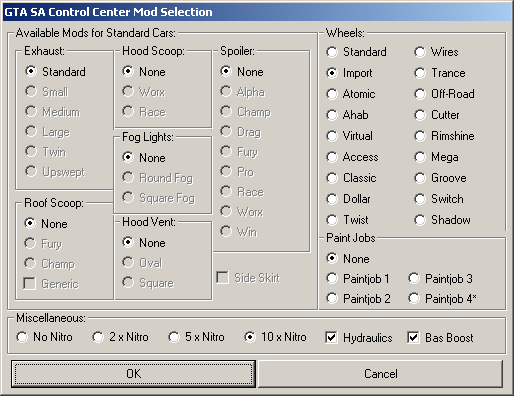 GTA SA Control Center Mod Selection
Available Mods for Standard Cars:
Exhaust:
Standard
Small
Medium
Large
Twin
Upswept
Hood Scoop:
None
Worx
Race
Fog Lights:
None
Round Fog
Square Fog
Spoiler:
None
Alpha
Champ
Drag
Fury
Pro
Race
Worx
Win
Roof Scoop:
None
Fury
Champ
Generic
Hood Vent:
None
Oval
Square
Side Skirt
Wheels:
Standard
Import
Atomic
Ahab
Virtual
Access
Classic
Dollar
Twist
Wires
Trance
Off-Road
Cutter
Rimshine
Mega
Groove
Switch
Shadow
Paint Jobs
None
Paintjob 1
Paintjob 2
Paintjob 3
Paintjob 4*
Miscellaneous:
No Nitro
2 x Nitro
5 x Nitro
10 x Nitro
Hydraulics
Bas Boost
OK
Cancel